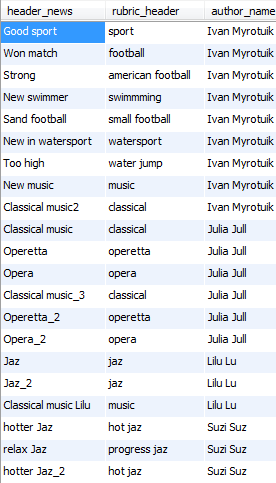 header_news rubric_header author_name
Good sport sport Ivan Myrotuik
Won match football Ivan Myrotuik
Strong american football Ivan Myrotuik
New swimmer swimmming Ivan Myrotuik
Sand football small football Ivan Myrotuik
New in watersport watersport Ivan Myrotuik
Too high water jump Ivan Myrotuik
New music music Ivan Myrotuik
Classical music2 classical Ivan Myrotuik
Classical music classical Julia Jull
Operetta operetta Julia Jull
Opera opera Julia Jull
Classical music_3 classical Julia Jull
Operetta_2 operetta Julia Jull
Opera_2 opera Julia Jull
Jaz jaz Lilu Lu
Jaz_2 jaz Lilu Lu
Classical music Lilu music Lilu Lu
hotter Jaz hot jaz Suzi Suz
relax Jaz progress jaz Suzi Suz
hotter Jaz_2 hot jaz Suzi Suz